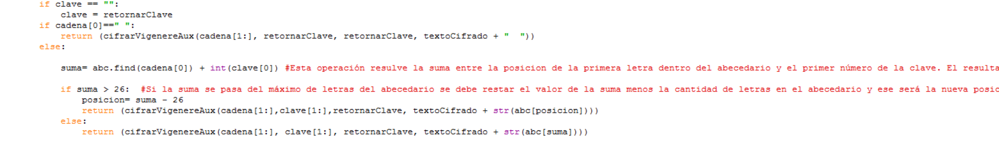 if clave == "":
clave = retornarClave
if cadena[0]==" ":
return (cifrarVigenereAux(cadena[1:], retornarClave, retornarClave, textoCifrado + "  "))
else:
suma= abc.find(cadena[0]) + int(clave[0]) #Esta operación resulve la suma entre la posicion de la primera letra dentro del abecedario y el primer número de la clave. El resulta
if suma > 26:  #Si la suma se pasa del máximo de letras del abecedario se debe restar el valor de la suma menos la cantidad de letras en el abecedario y ese será la nueva posic
posicion= suma - 26
return (cifrarVigenereAux(cadena[1:],clave[1:],retornarClave, textoCifrado + str(abc[posicion])))
else:
return (cifrarVigenereAux(cadena[1:], clave[1:], retornarClave, textoCifrado + str(abc[suma])))